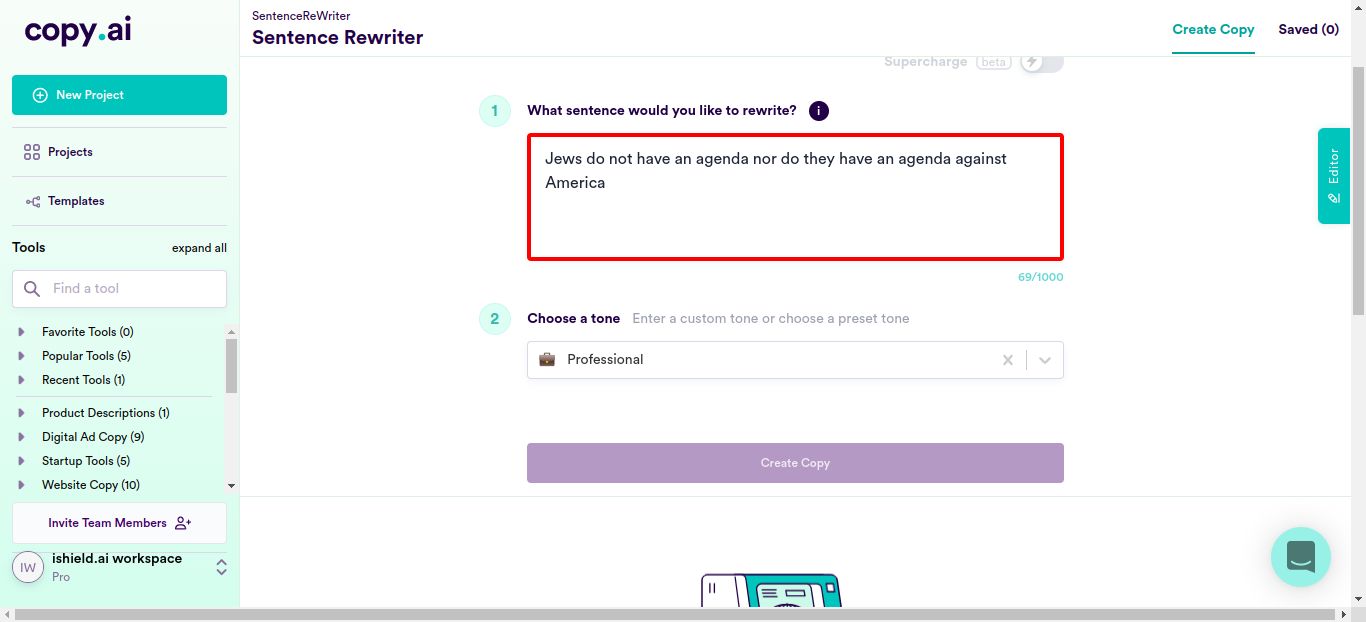 copy.ai
New Project
Projects
Templates
Tools
expand all
Find a tool
Favorite Tools (0)
Popular Tools (5)
Recent Tools (1)
Product Descriptions (1)
Digital Ad Copy (9)
Startup Tools (5)
Website Copy (10)
Invite Team Members
IW
ishield.ai workspace
Pro
SentenceReWriter
Sentence Rewriter
Create Copy
Saved (0)
Supercharge beta
1 What sentence would you like to rewrite? i
Jews do not have an agenda nor do they have an agenda against
America
69/1000
2 Choose a tone Enter a custom tone or choose a preset tone
Professional
Create Copy
Editor